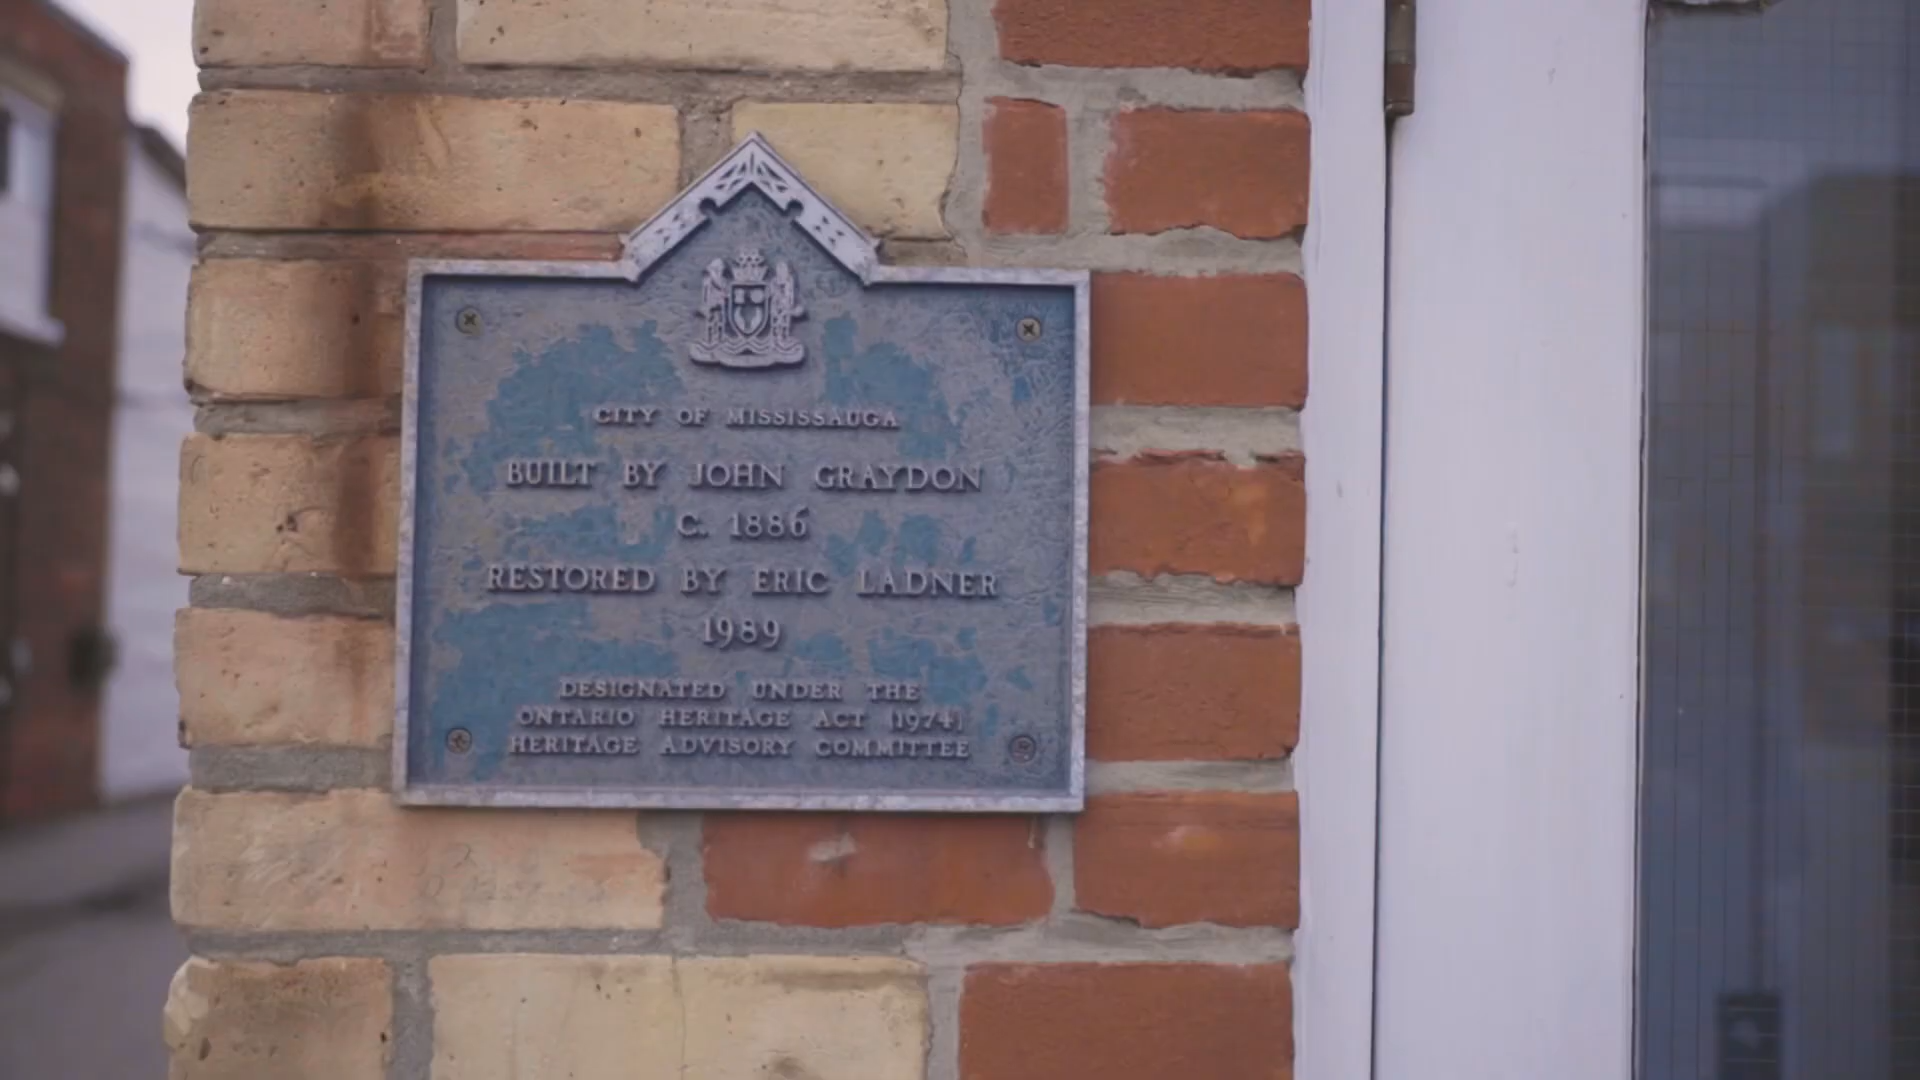 CITY OF MISSISSAUGA
BUILT BY JOHN GRAYDON
C. 1886
RESTORED BY ERIC LADNER
1989
DESIGNATED UNDER THE
ONTARIO HERITAGE ACT (1974)
HERITAGE ADVISORY COMMITTEE